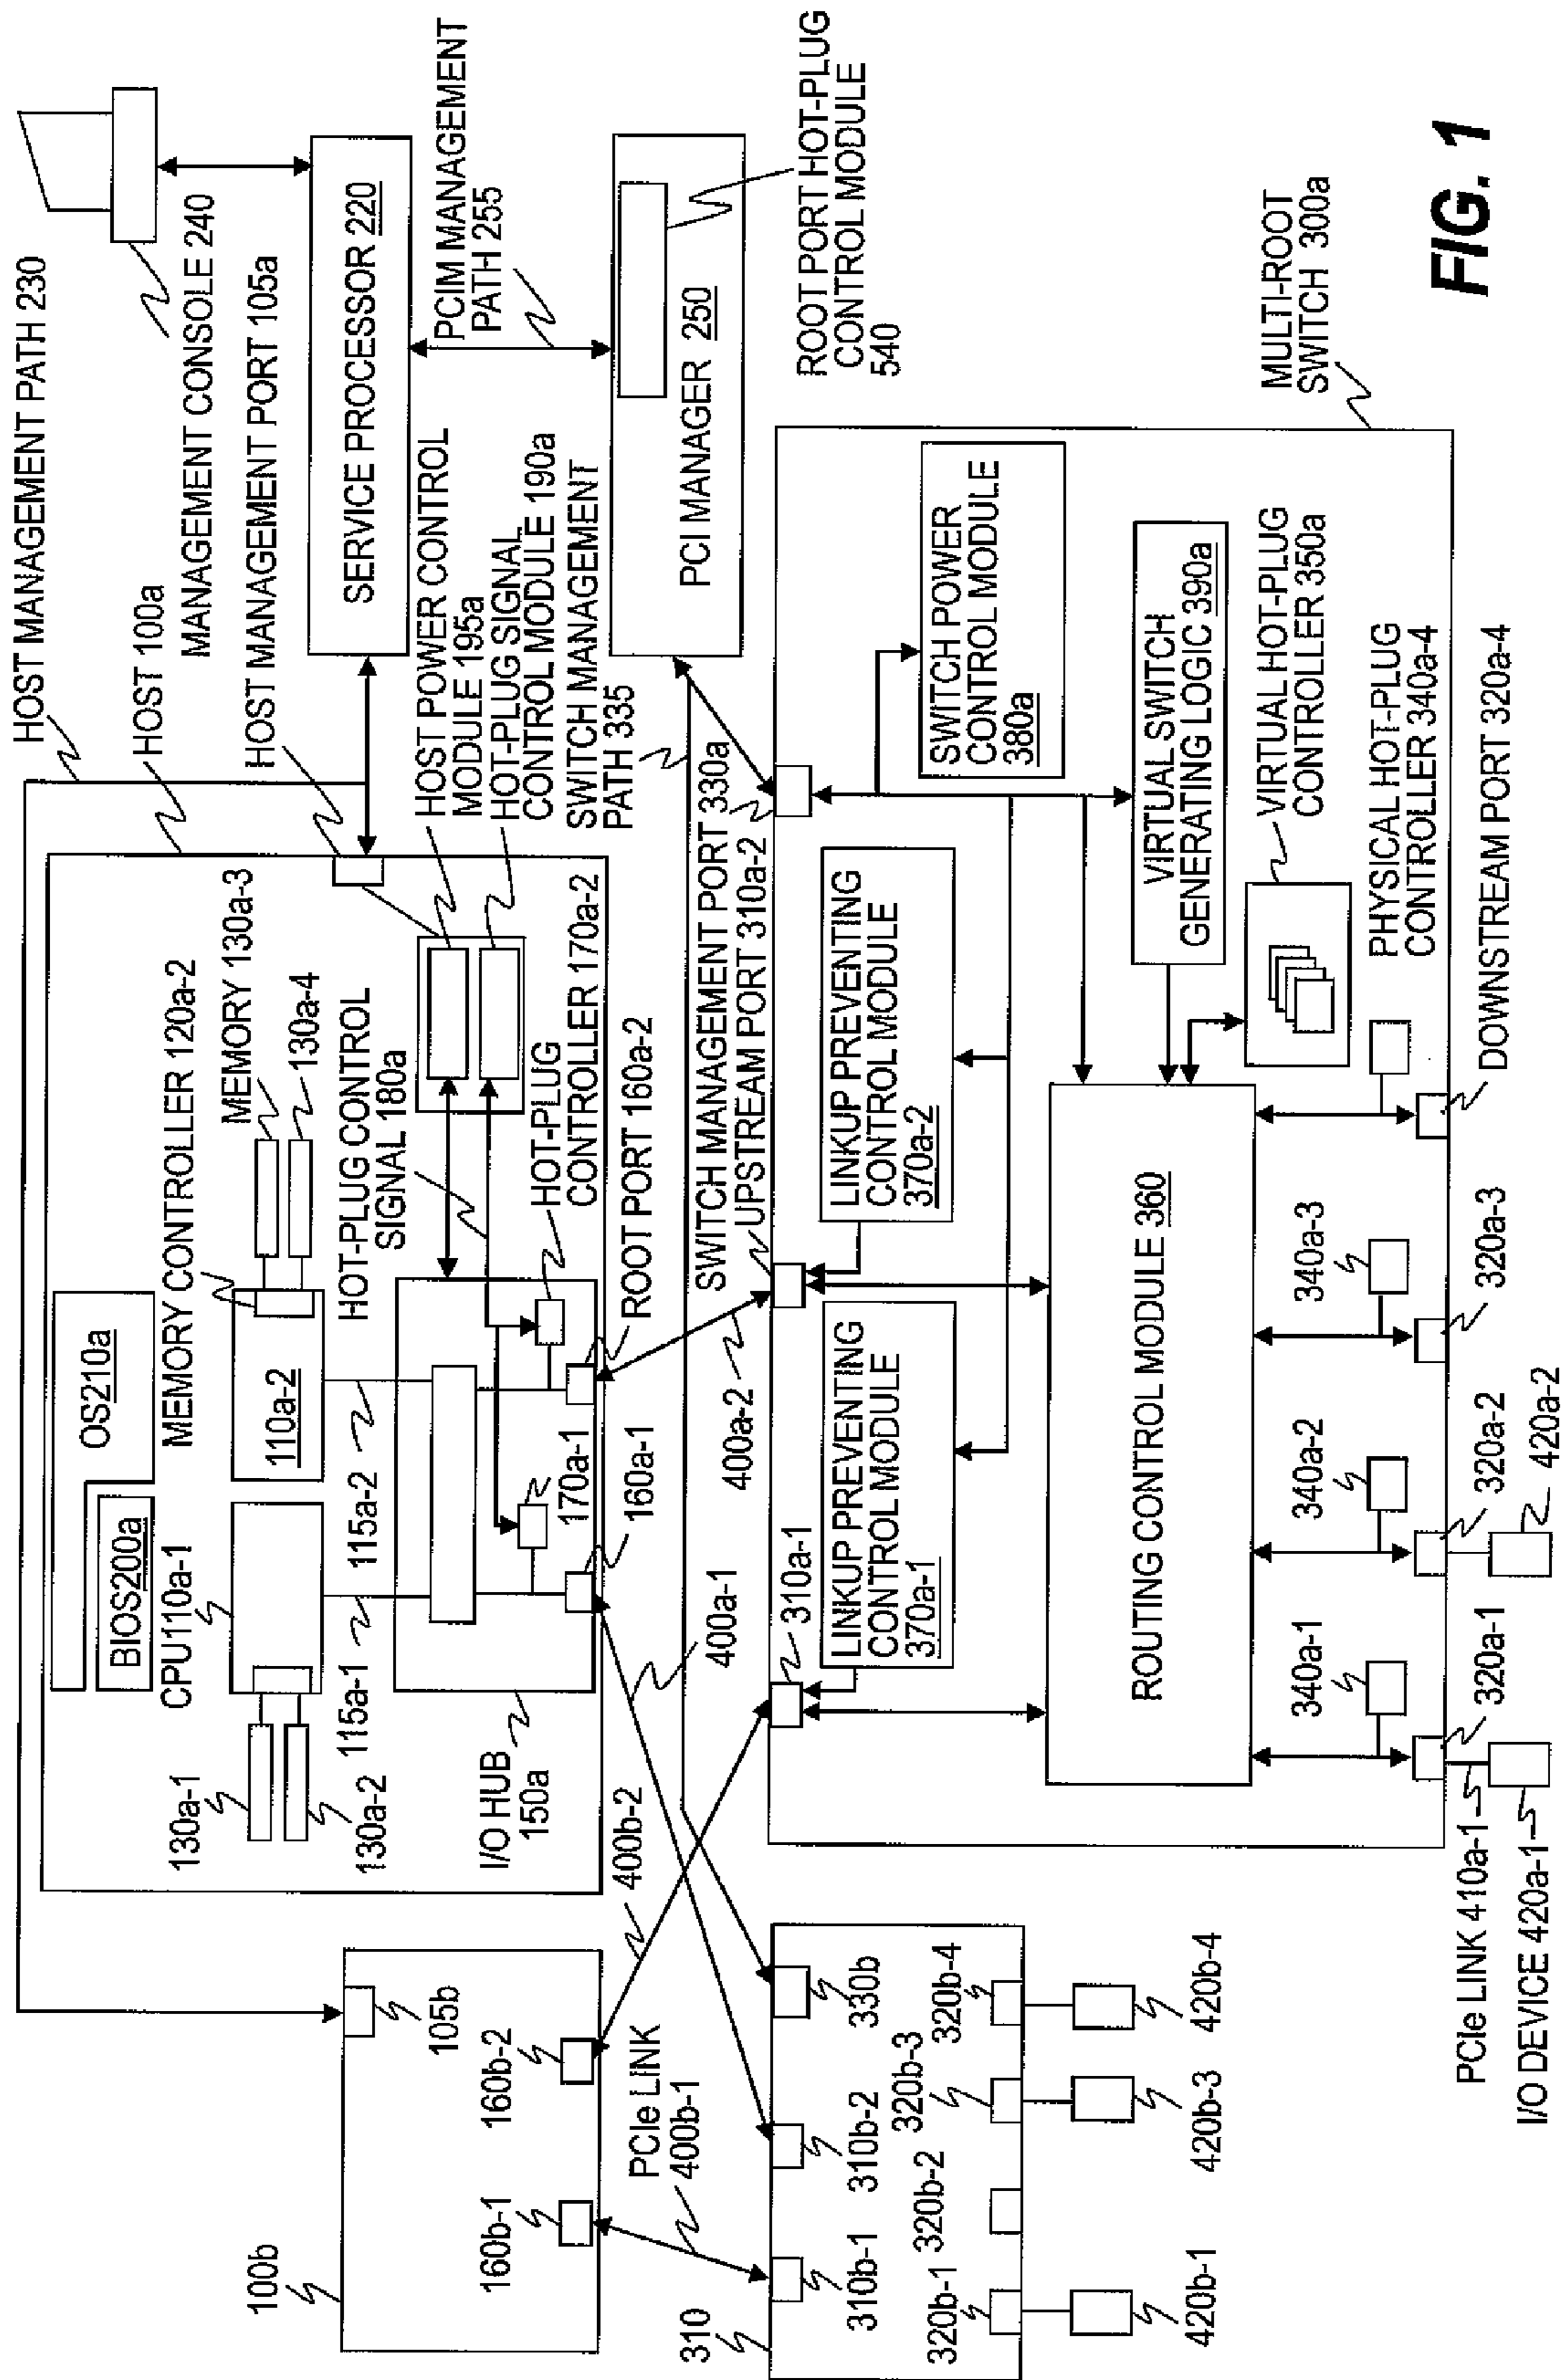 HOST MANAGEMENT PATH 230
HOST 100a
MANAGEMENT CONSOLE 240
HOST MANAGEMENT PORT 105a
SERVICE PROCESSOR 220
PCIM MANAGEMENT
PATH 255
PCI MANAGER 250
ROOT PORT HOT-PLUG
CONTROL MODULE
540
HOST POWER CONTROL
MODULE 195a
HOT-PLUG SIGNAL
CONTROL MODULE 190a
SWITCH MANAGEMENT
PATH 335
OS210a
BIOS200a
MEMORY CONTROLLER 120a-2
MEMORY 130a-3
130a-4
CPU110a-1
110a-2
130a-1
130a-2
115a-1
115a-2
HOT-PLUG CONTROL
SIGNAL 180a
I/O HUB
150a
170a-1
160a-1
HOT-PLUG
CONTROLLER 170a-2
ROOT PORT 160a-2
100b
105b
160b-1
160b-2
PCIe LINK
400b-1
400b-2
400a-1
400a-2
SWITCH MANAGEMENT PORT 330a
UPSTREAM PORT 310a-2
310
310b-1
310b-2
330b
320b-1
320b-2
320b-3
320b-4
420b-1
420b-3
420b-4
310a-1
LINKUP PREVENTING
CONTROL MODULE
370a-1
LINKUP PREVENTING
CONTROL MODULE
370a-2
SWITCH POWER
CONTROL MODULE
380a
VIRTUAL SWITCH
GENERATING LOGIC 390a
ROUTING CONTROL MODULE 360
VIRTUAL HOT-PLUG
CONTROLLER 350a
PHYSICAL HOT-PLUG
CONTROLLER 340a-4
MULTI-ROOT
SWITCH 300a
340a-1
340a-2
340a-3
320a-1
320a-2
320a-3
DOWNSTREAM PORT 320a-4
PCIe LINK 410a-1
I/O DEVICE 420a-1
420a-2
FIG. 1